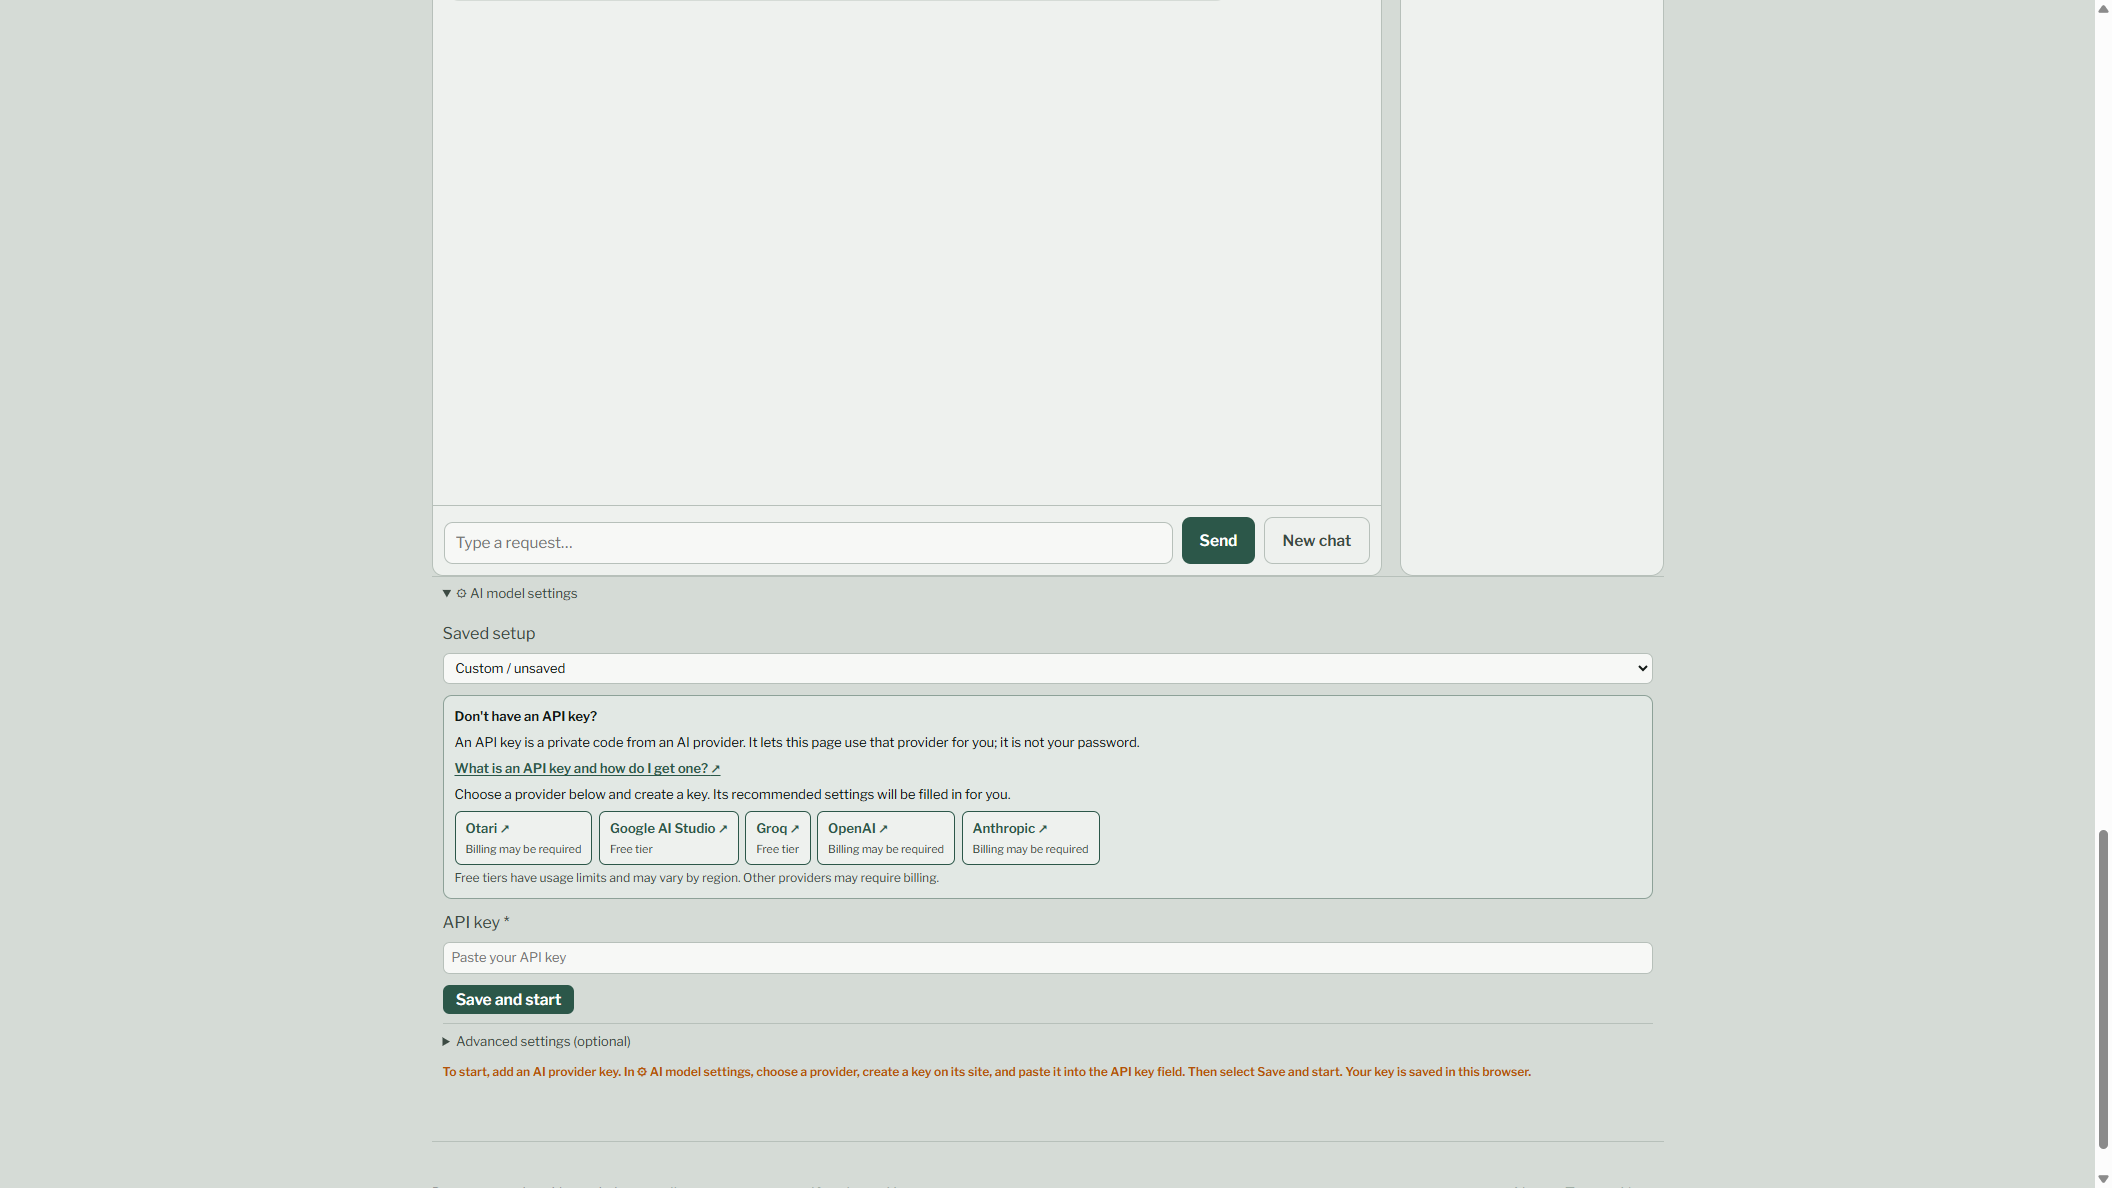 Type a request...
Send
New chat
▼ ⚙ AI model settings
Saved setup
Custom / unsaved
Don't have an API key?
An API key is a private code from an AI provider. It lets this page use that provider for you; it is not your password.
What is an API key and how do I get one? ↗
Choose a provider below and create a key. Its recommended settings will be filled in for you.
Otari ↗
Billing may be required
Google AI Studio ↗
Free tier
Groq ↗
Free tier
OpenAI ↗
Billing may be required
Anthropic ↗
Billing may be required
Free tiers have usage limits and may vary by region. Other providers may require billing.
API key *
Paste your API key
Save and start
▶ Advanced settings (optional)
To start, add an AI provider key. In ⚙ AI model settings, choose a provider, create a key on its site, and paste it into the API key field. Then select Save and start. Your key is saved in this browser.